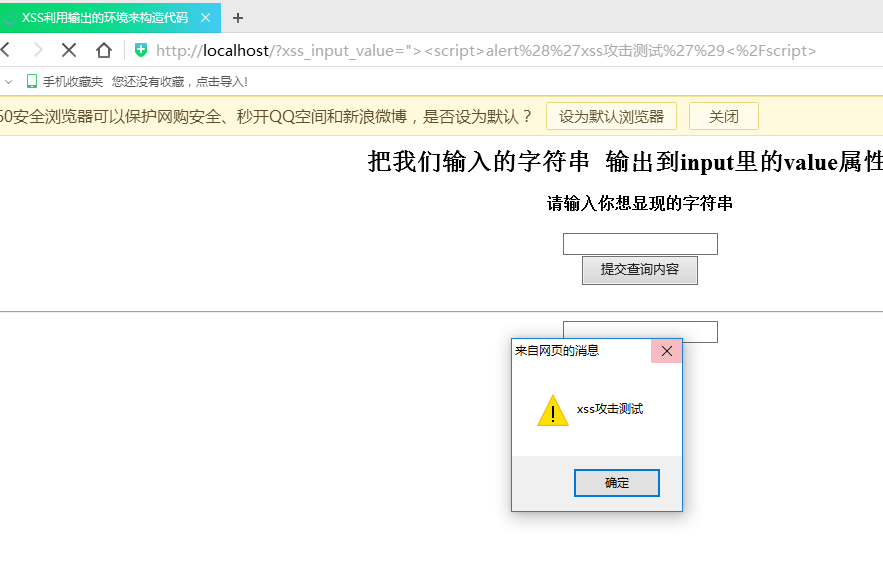 XSS利用输出的环境来构造代码
http://localhost/?xss_input_value="><script>alert%28%27xss攻击测试%27%29<%2Fscript>
手机收藏夹 您还没有收藏，点击导入!
60安全浏览器可以保护网购安全、秒开QQ空间和新浪微博，是否设为默认？ 设为默认浏览器 关闭
把我们输入的字符串 输出到input里的value属性
请输入你想显现的字符串
提交查询内容
来自网页的消息
xss攻击测试
确定